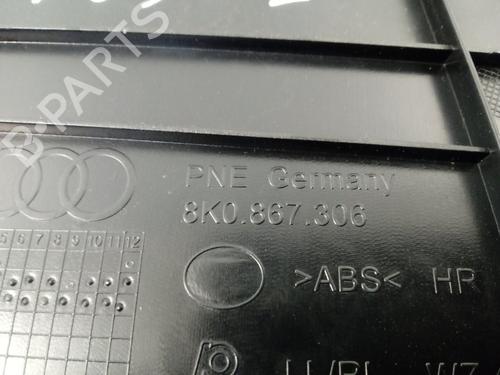 PNE Germany
8K0.867.306
5 6 7 8 9 10 11 12
>ABS< HR
B-PARTS